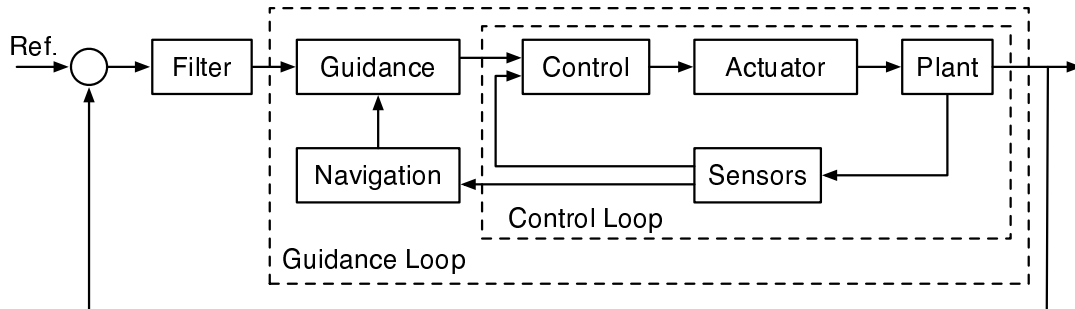 Ref.
Filter
Guidance
Control
Actuator
Plant
Navigation
Sensors
Control Loop
Guidance Loop